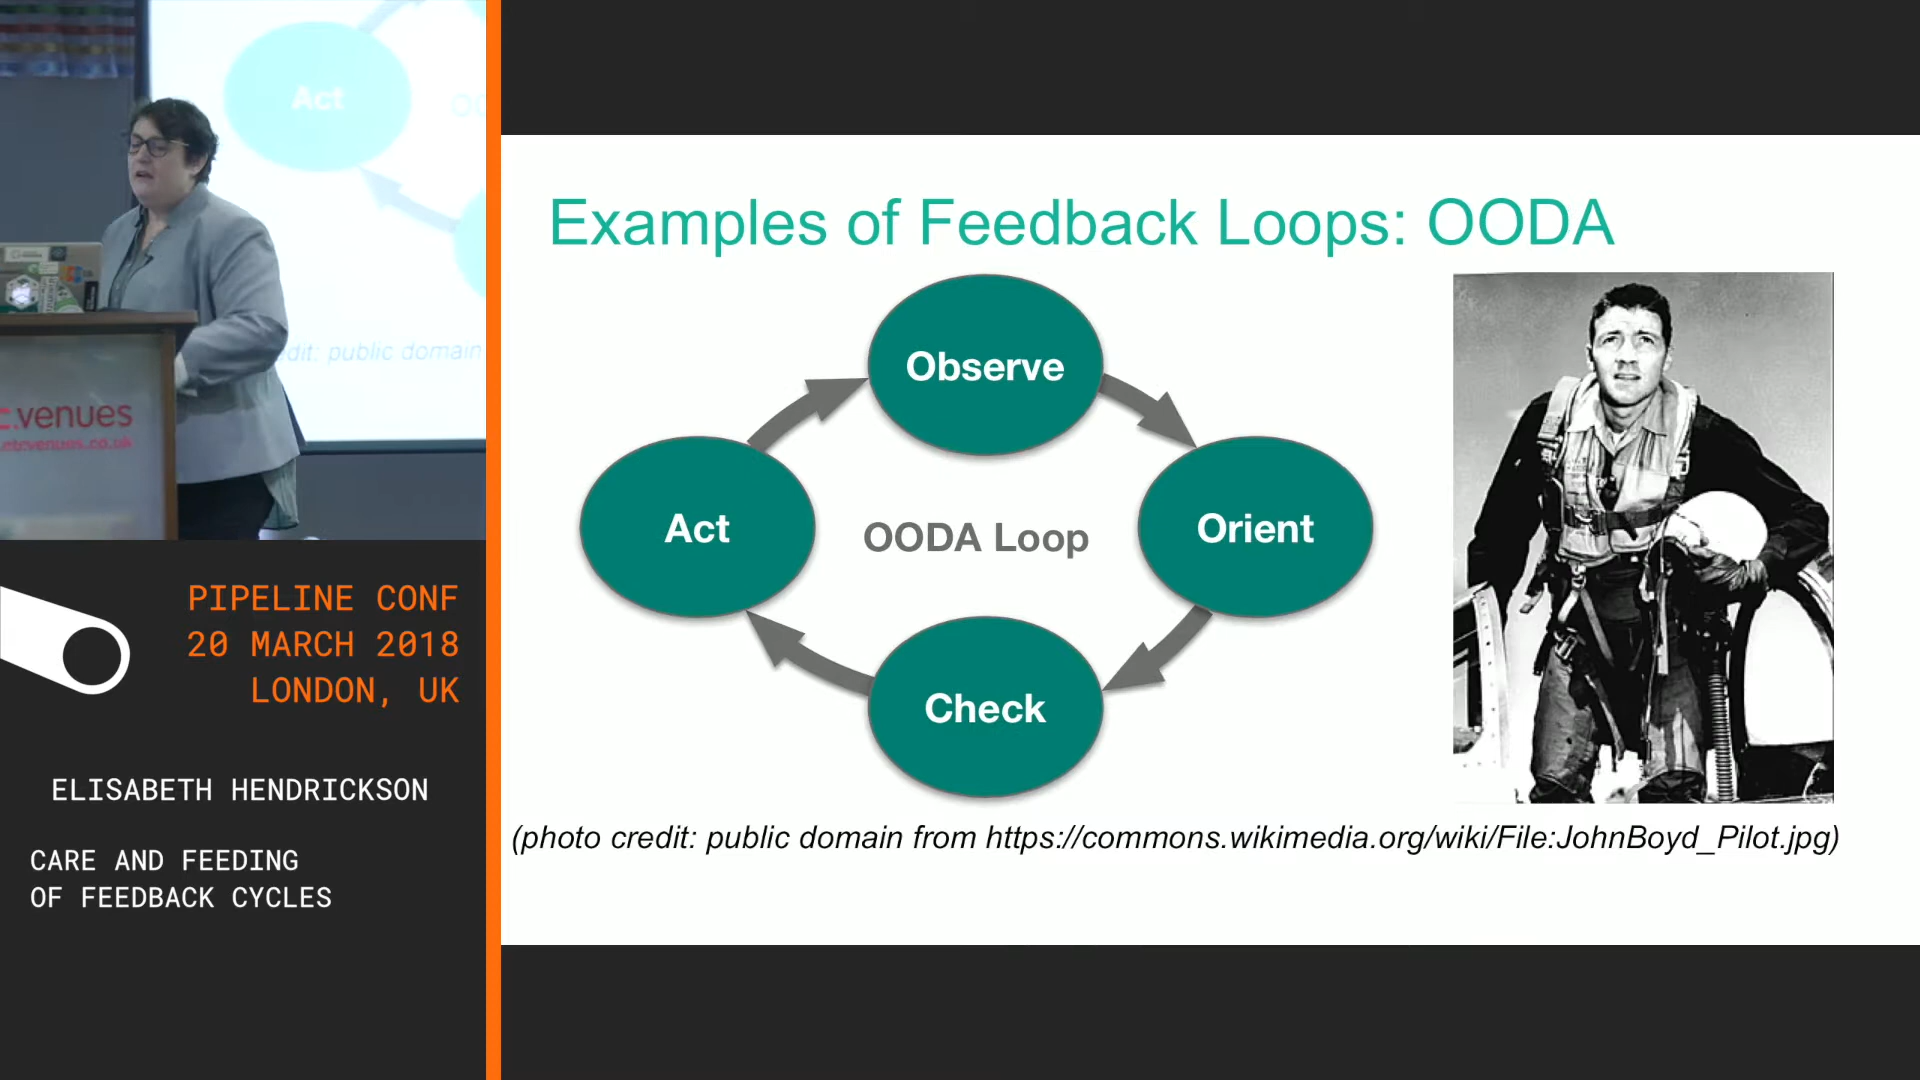 Act
edit: public domain
.venues
PIPELINE CONF
20 MARCH 2018
LONDON, UK
ELISABETH HENDRICKSON
CARE AND FEEDING
OF FEEDBACK CYCLES
Examples of Feedback Loops: OODA
Observe
Act
OODA Loop
Orient
Check
(photo credit: public domain from https://commons.wikimedia.org/wiki/File:JohnBoyd_Pilot.jpg)